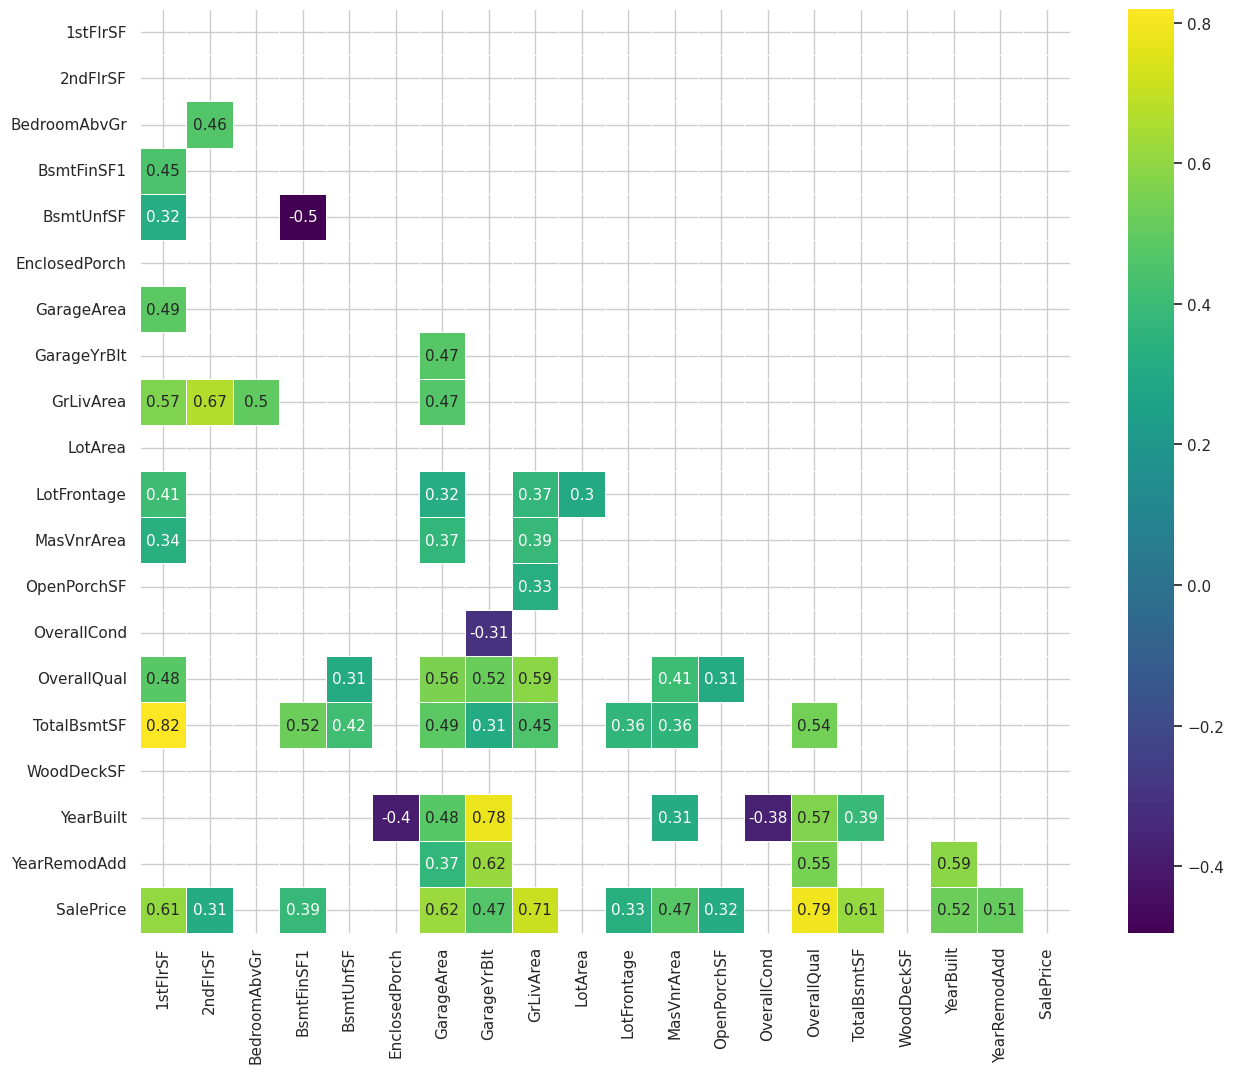 1stFlrSF
2ndFlrSF
BedroomAbvGr 0.46
BsmtFinSF1 0.45
BsmtUnfSF 0.32 -0.5
EnclosedPorch
GarageArea 0.49
GarageYrBlt 0.47
GrLivArea 0.57 0.67 0.5 0.47
LotArea
LotFrontage 0.41 0.32 0.37 0.3
MasVnrArea 0.34 0.37 0.39
OpenPorchSF 0.33
OverallCond -0.31
OverallQual 0.48 0.31 0.56 0.52 0.59 0.41 0.31
TotalBsmtSF 0.82 0.52 0.42 0.49 0.31 0.45 0.36 0.36 0.54
WoodDeckSF
YearBuilt -0.4 0.48 0.78 0.31 -0.38 0.57 0.39
YearRemodAdd 0.37 0.62 0.55 0.59
SalePrice 0.61 0.31 0.39 0.62 0.47 0.71 0.33 0.47 0.32 0.79 0.61 0.52 0.51
1stFlrSF
2ndFlrSF
BedroomAbvGr
BsmtFinSF1
BsmtUnfSF
EnclosedPorch
GarageArea
GarageYrBlt
GrLivArea
LotArea
LotFrontage
MasVnrArea
OpenPorchSF
OverallCond
OverallQual
TotalBsmtSF
WoodDeckSF
YearBuilt
YearRemodAdd
SalePrice
0.8
0.6
0.4
0.2
0.0
−0.2
−0.4